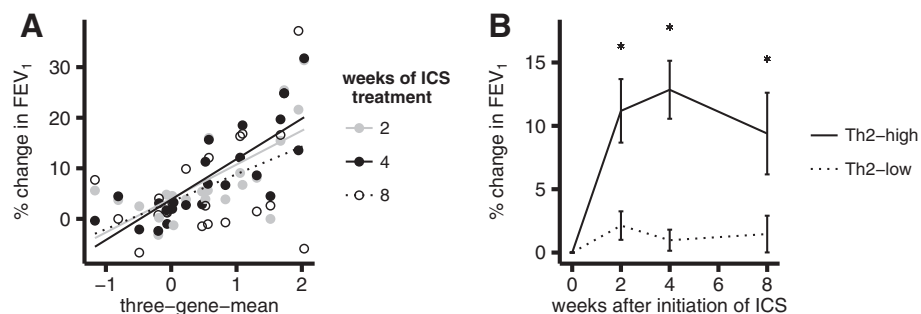 A
% change in FEV1
30
20
10
0
−1
0
1
2
three−gene−mean
weeks of ICS
treatment
2
4
8
B
% change in FEV1
15
10
5
0
*
*
*
0
2
4
6
8
weeks after initiation of ICS
Th2−high
Th2−low